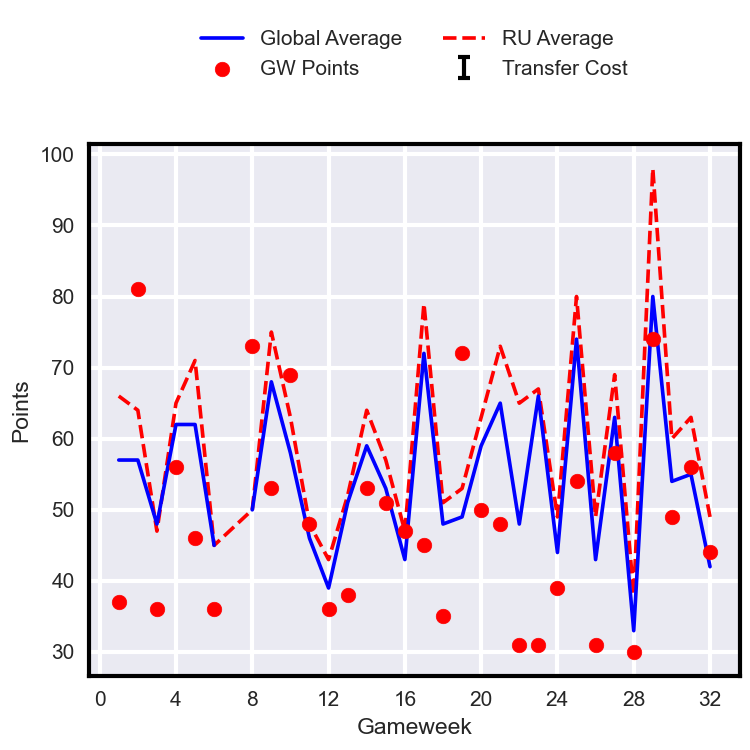 Global Average
RU Average
GW Points
Transfer Cost
100
90
80
70
60
50
40
30
Points
0 4 8 12 16 20 24 28 32
Gameweek